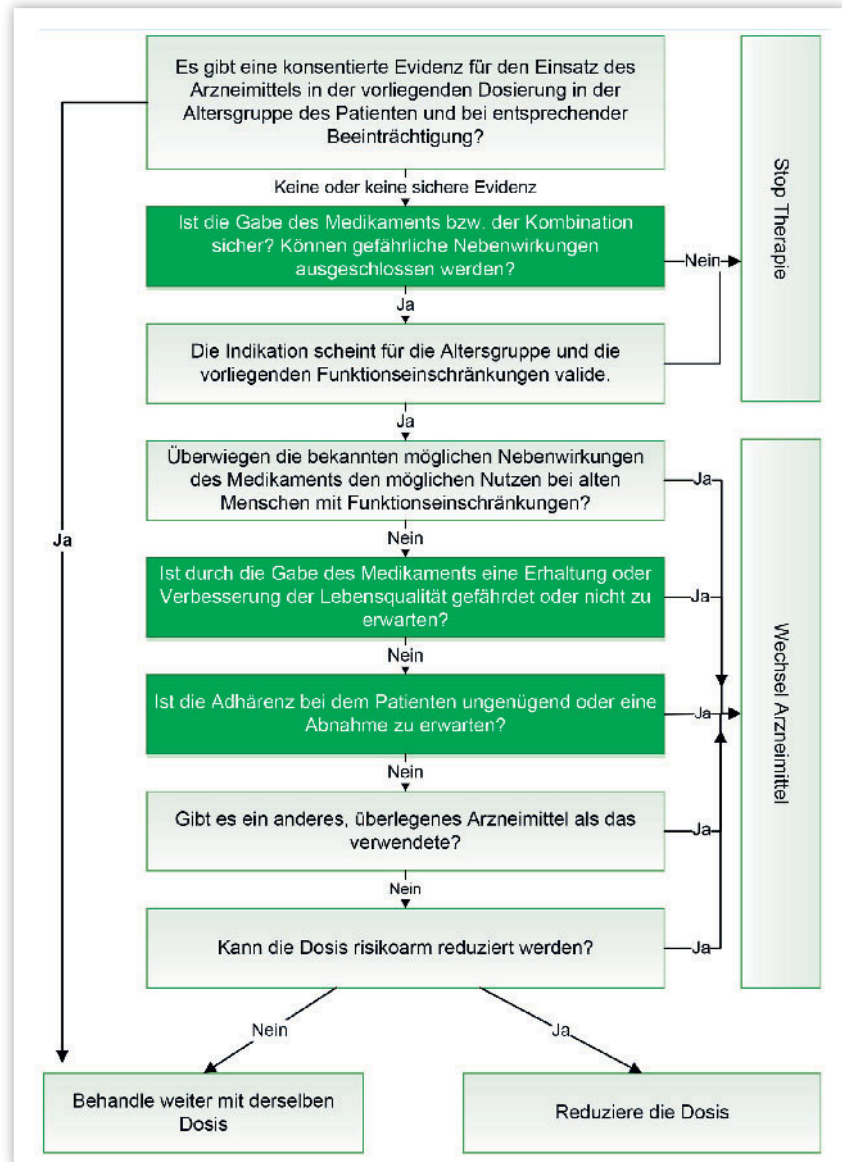 Es gibt eine konsentierte Evidenz für den Einsatz des
Arzneimittels in der vorliegenden Dosierung in der
Altersgruppe des Patienten und bei entsprechender
Beeinträchtigung?
Stop Therapie
Keine oder keine sichere Evidenz
Ist die Gabe des Medikaments bzw. der Kombination
sicher? Können gefährliche Nebenwirkungen
ausgeschlossen werden?
Nein
Ja
Die Indikation scheint für die Altersgruppe und die
vorliegenden Funktionseinschränkungen valide.
Ja
Überwiegen die bekannten möglichen Nebenwirkungen
des Medikaments den möglichen Nutzen bei alten
Menschen mit Funktionseinschränkungen?
Ja
Ja
Nein
Ist durch die Gabe des Medikaments eine Erhaltung oder
Verbesserung der Lebensqualität gefährdet oder nicht zu
erwarten?
Ja
Wechsel Arzneimittel
Nein
Ist die Adhärenz bei dem Patienten ungenügend oder eine
Abnahme zu erwarten?
Ja
Nein
Gibt es ein anderes, überlegenes Arzneimittel als das
verwendete?
Ja
Nein
Kann die Dosis risikoarm reduziert werden?
Ja
Nein
Ja
Behandle weiter mit derselben
Dosis
Reduziere die Dosis